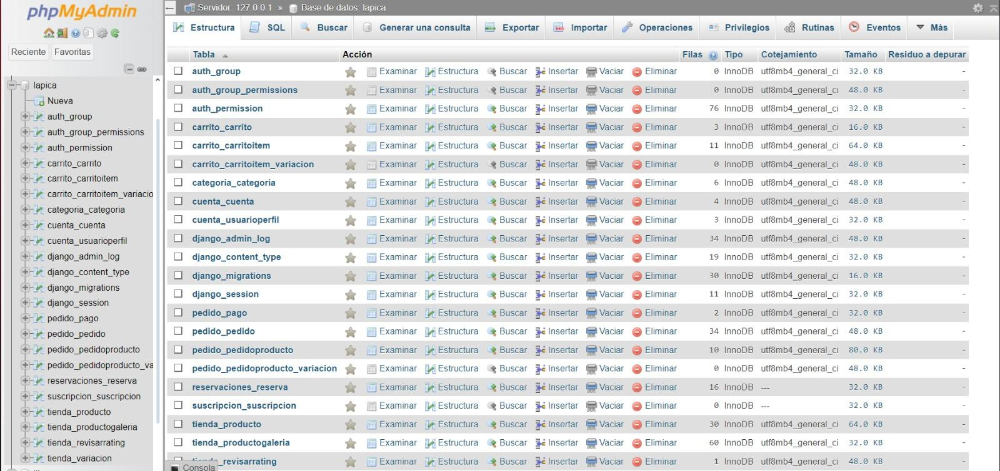 phpMyAdmin
Reciente Favoritas
lapica
Nueva
auth_group
auth_group_permissions
auth_permission
carrito_carrito
carrito_carritoitem
carrito_carritoitem_variacio
categoria_categoria
cuenta_cuenta
cuenta_usuarioperfil
django_admin_log
django_content_type
django_migrations
django_session
pedido_pago
pedido_pedido
pedido_pedidoproducto
pedido_pedidoproducto_va
reservaciones_reserva
suscripcion_suscripcion
tienda_producto
tienda_productogaleria
tienda_revisarrating
tienda_variacion
Servidor: 127.0.0.1 » Base de datos: lapica
Estructura SQL Buscar Generar una consulta Exportar Importar Operaciones Privilegios Rutinas Eventos Más
Tabla Acción Filas Tipo Cotejamiento Tamaño Residuo a depurar
auth_group Examinar Estructura Buscar Insertar Vaciar Eliminar 0 InnoDB utf8mb4_general_ci 32.0 KB -
auth_group_permissions Examinar Estructura Buscar Insertar Vaciar Eliminar 0 InnoDB utf8mb4_general_ci 48.0 KB -
auth_permission Examinar Estructura Buscar Insertar Vaciar Eliminar 76 InnoDB utf8mb4_general_ci 32.0 KB -
carrito_carrito Examinar Estructura Buscar Insertar Vaciar Eliminar 3 InnoDB utf8mb4_general_ci 16.0 KB -
carrito_carritoitem Examinar Estructura Buscar Insertar Vaciar Eliminar 11 InnoDB utf8mb4_general_ci 64.0 KB -
carrito_carritoitem_variacion Examinar Estructura Buscar Insertar Vaciar Eliminar 0 InnoDB utf8mb4_general_ci 48.0 KB -
categoria_categoria Examinar Estructura Buscar Insertar Vaciar Eliminar 6 InnoDB utf8mb4_general_ci 48.0 KB -
cuenta_cuenta Examinar Estructura Buscar Insertar Vaciar Eliminar 4 InnoDB utf8mb4_general_ci 48.0 KB -
cuenta_usuarioperfil Examinar Estructura Buscar Insertar Vaciar Eliminar 3 InnoDB utf8mb4_general_ci 32.0 KB -
django_admin_log Examinar Estructura Buscar Insertar Vaciar Eliminar 34 InnoDB utf8mb4_general_ci 48.0 KB -
django_content_type Examinar Estructura Buscar Insertar Vaciar Eliminar 19 InnoDB utf8mb4_general_ci 32.0 KB -
django_migrations Examinar Estructura Buscar Insertar Vaciar Eliminar 30 InnoDB utf8mb4_general_ci 16.0 KB -
django_session Examinar Estructura Buscar Insertar Vaciar Eliminar 11 InnoDB utf8mb4_general_ci 32.0 KB -
pedido_pago Examinar Estructura Buscar Insertar Vaciar Eliminar 2 InnoDB utf8mb4_general_ci 32.0 KB -
pedido_pedido Examinar Estructura Buscar Insertar Vaciar Eliminar 34 InnoDB utf8mb4_general_ci 48.0 KB -
pedido_pedidoproducto Examinar Estructura Buscar Insertar Vaciar Eliminar 10 InnoDB utf8mb4_general_ci 80.0 KB -
pedido_pedidoproducto_variacion Examinar Estructura Buscar Insertar Vaciar Eliminar 0 InnoDB utf8mb4_general_ci 48.0 KB -
reservaciones_reserva Examinar Estructura Buscar Insertar Vaciar Eliminar 16 InnoDB --- 32.0 KB -
suscripcion_suscripcion Examinar Estructura Buscar Insertar Vaciar Eliminar 0 InnoDB --- 32.0 KB -
tienda_producto Examinar Estructura Buscar Insertar Vaciar Eliminar 30 InnoDB utf8mb4_general_ci 64.0 KB -
tienda_productogaleria Examinar Estructura Buscar Insertar Vaciar Eliminar 60 InnoDB utf8mb4_general_ci 32.0 KB -
tienda_revisarrating Examinar Estructura Buscar Insertar Vaciar Eliminar 1 InnoDB utf8mb4_general_ci 48.0 KB -
Consola